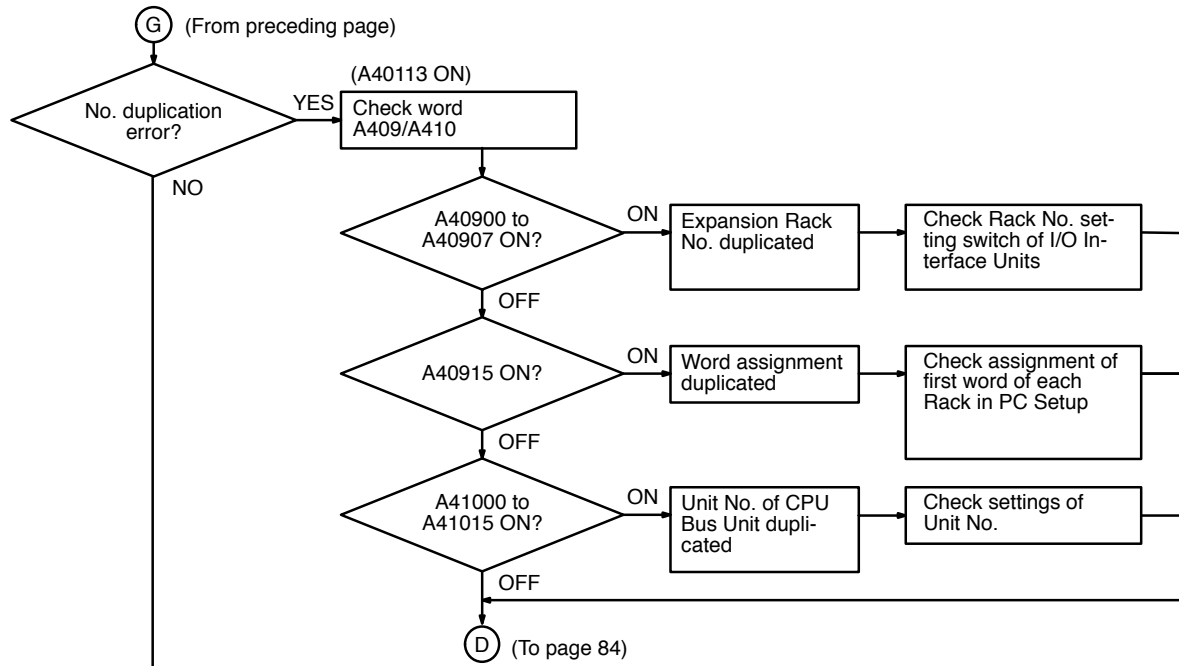 G
(From preceding page)
No. duplication
error?
YES
NO
(A40113 ON)
Check word
A409/A410
A40900 to
A40907 ON?
ON
Expansion Rack
No. duplicated
Check Rack No. set-
ting switch of I/O In-
terface Units
OFF
A40915 ON?
ON
Word assignment
duplicated
Check assignment of
first word of each
Rack in PC Setup
OFF
A41000 to
A41015 ON?
ON
Unit No. of CPU
Bus Unit dupli-
cated
Check settings of
Unit No.
OFF
D
(To page 84)